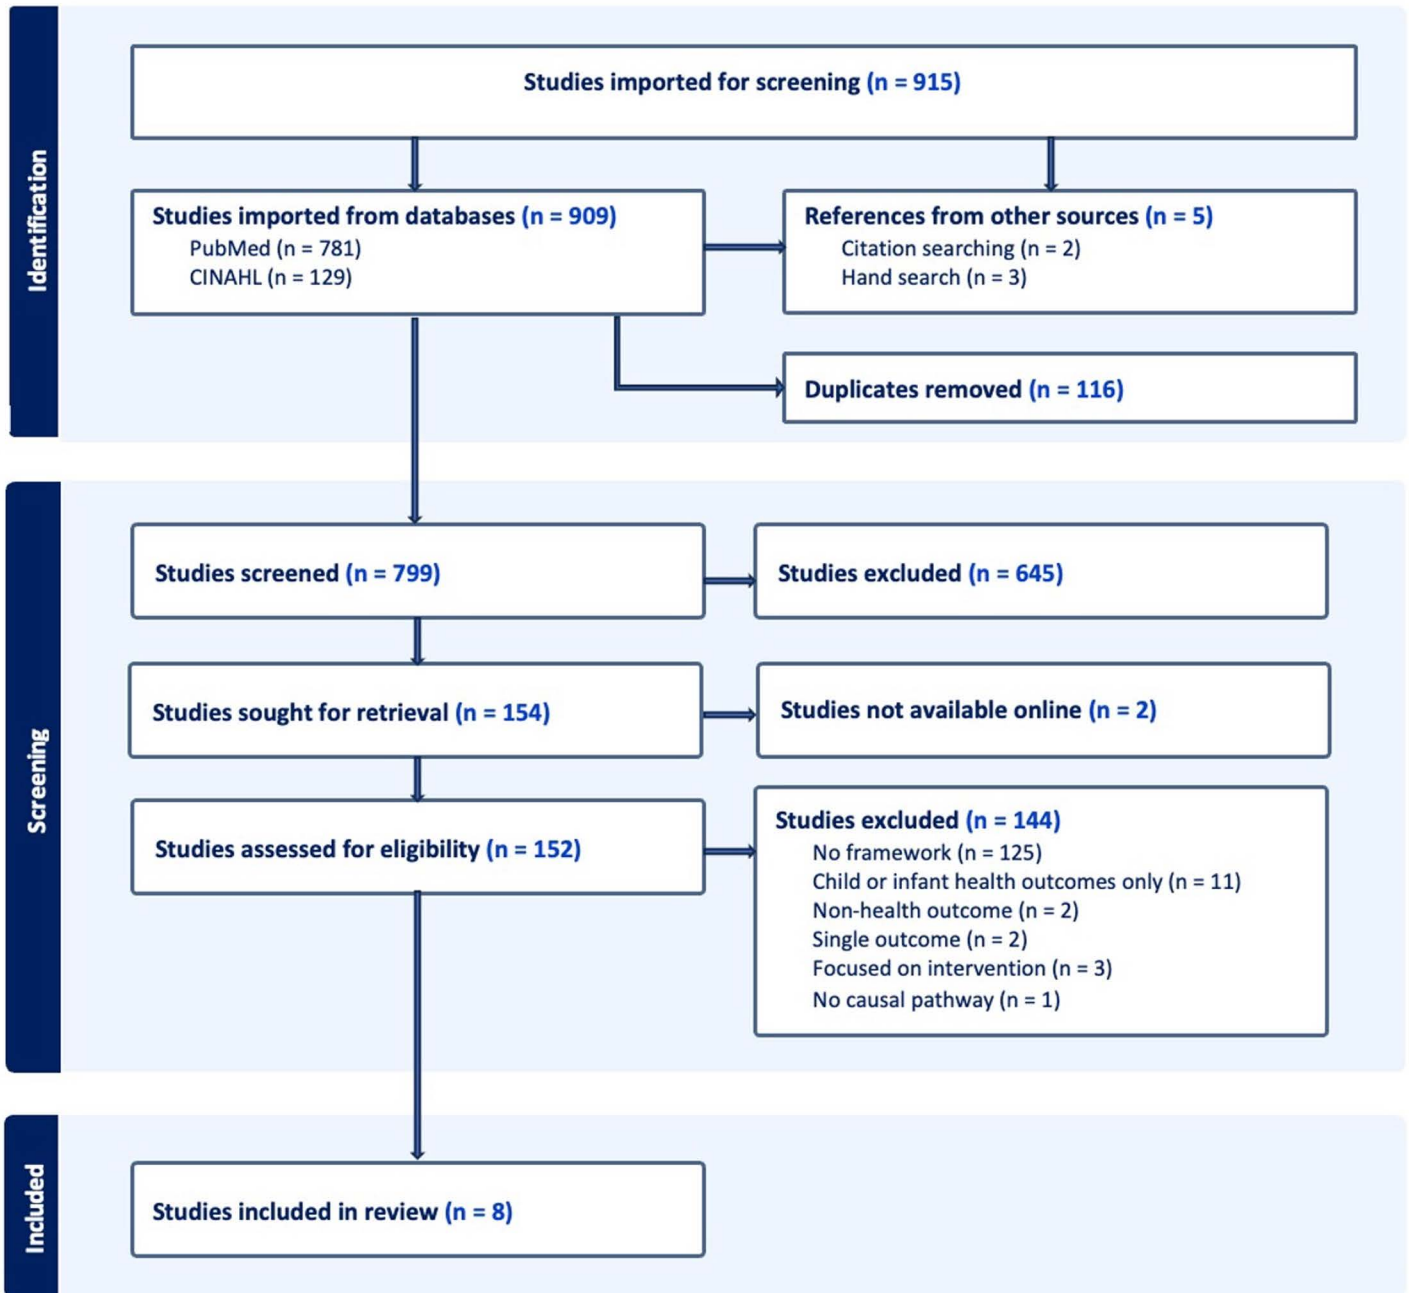 Identification
Studies imported for screening (n = 915)
Studies imported from databases (n = 909)
PubMed (n = 781)
CINAHL (n = 129)
References from other sources (n = 5)
Citation searching (n = 2)
Hand search (n = 3)
Duplicates removed (n = 116)
Screening
Studies screened (n = 799)
Studies excluded (n = 645)
Studies sought for retrieval (n = 154)
Studies not available online (n = 2)
Studies assessed for eligibility (n = 152)
Studies excluded (n = 144)
No framework (n = 125)
Child or infant health outcomes only (n = 11)
Non-health outcome (n = 2)
Single outcome (n = 2)
Focused on intervention (n = 3)
No causal pathway (n = 1)
Included
Studies included in review (n = 8)